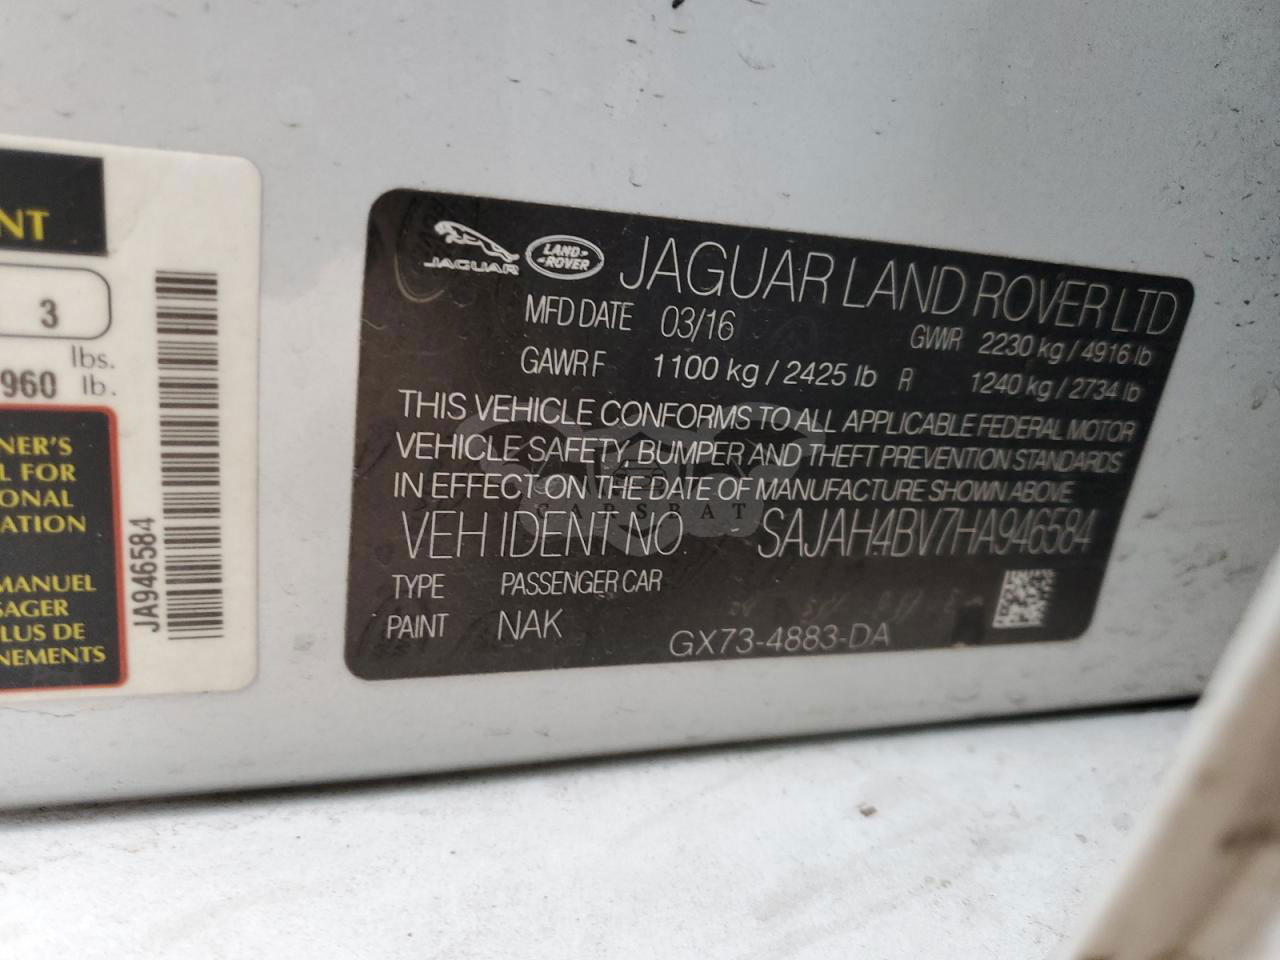 NT
3
lbs.
960 lb.
NER'S
L FOR
ONAL
ATION
MANUEL
SAGER
LUS DE
NEMENTS
JA946584
JAGUAR
LAND-
-ROVER
JAGUAR LAND ROVER LTD
MFD DATE 03/16 GVWR 2230 kg / 4916 lb
GAWR F 1100 kg / 2425 lb R 1240 kg / 2734 lb
THIS VEHICLE CONFORMS TO ALL APPLICABLE FEDERAL MOTOR
VEHICLE SAFETY, BUMPER AND THEFT PREVENTION STANDARDS
IN EFFECT ON THE DATE OF MANUFACTURE SHOWN ABOVE
CARSBAT
VEH IDENT NO. SAJAH4BV7HA946584
TYPE PASSENGER CAR
PAINT NAK
GX73-4883-DA